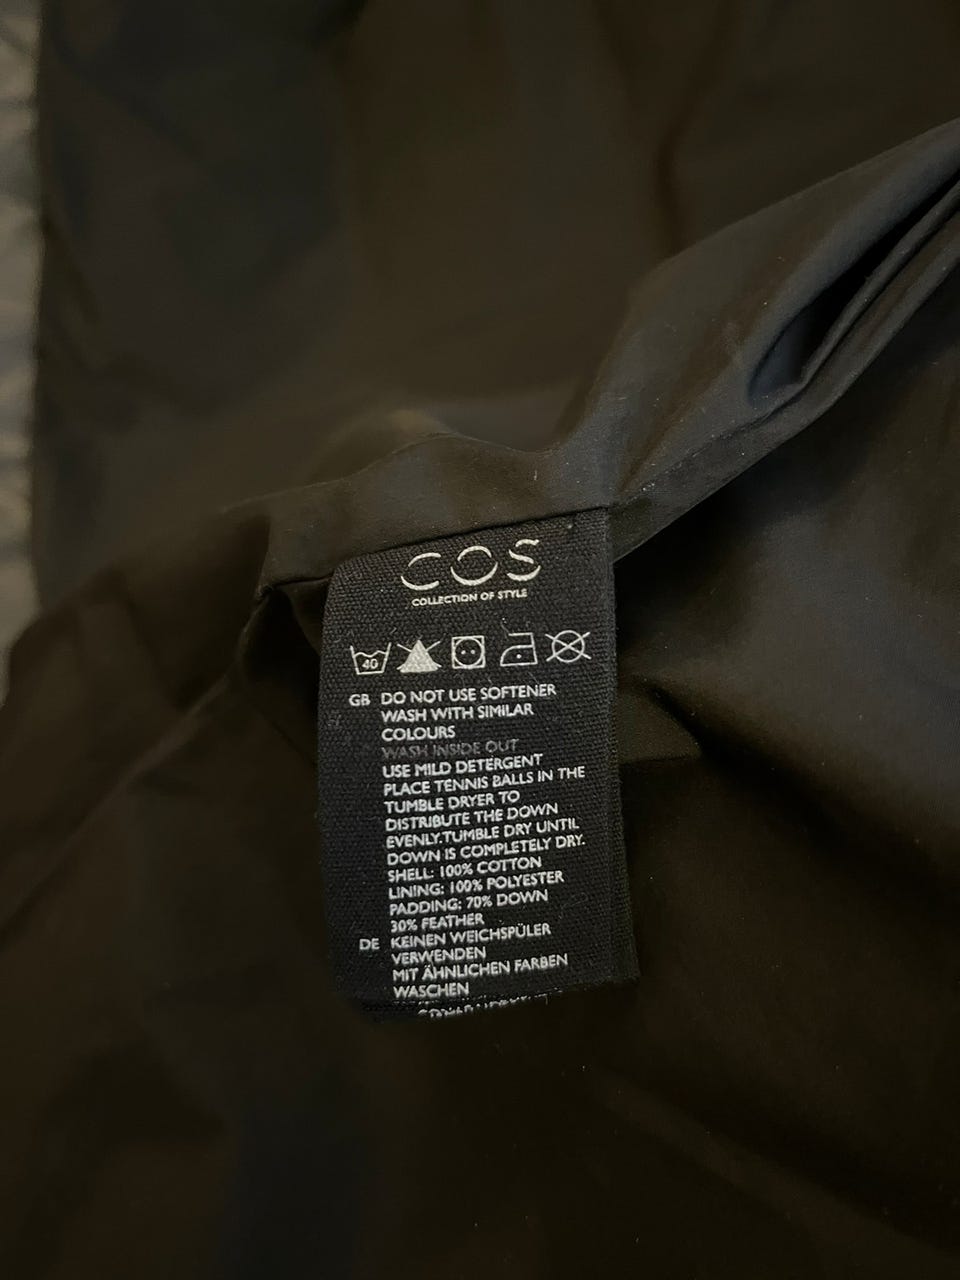 COS
COLLECTION OF STYLE
40
GB DO NOT USE SOFTENER
WASH WITH SIMILAR
COLOURS
WASH INSIDE OUT
USE MILD DETERGENT
PLACE TENNIS BALLS IN THE
TUMBLE DRYER TO
DISTRIBUTE THE DOWN
EVENLY.TUMBLE DRY UNTIL
DOWN IS COMPLETELY DRY.
SHELL: 100% COTTON
LINING: 100% POLYESTER
PADDING: 70% DOWN
30% FEATHER
DE KEINEN WEICHSPÜLER
VERWENDEN
MIT ÄHNLICHEN FARBEN
WASCHEN